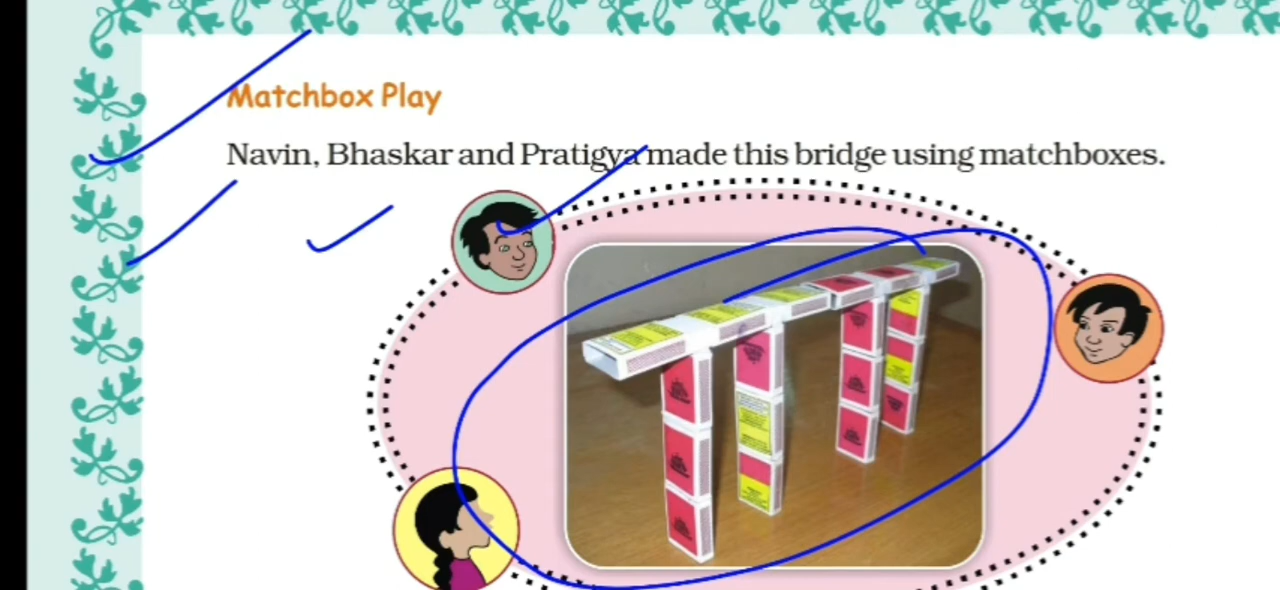 Matchbox Play
Navin, Bhaskar and Pratigya made this bridge using matchboxes.